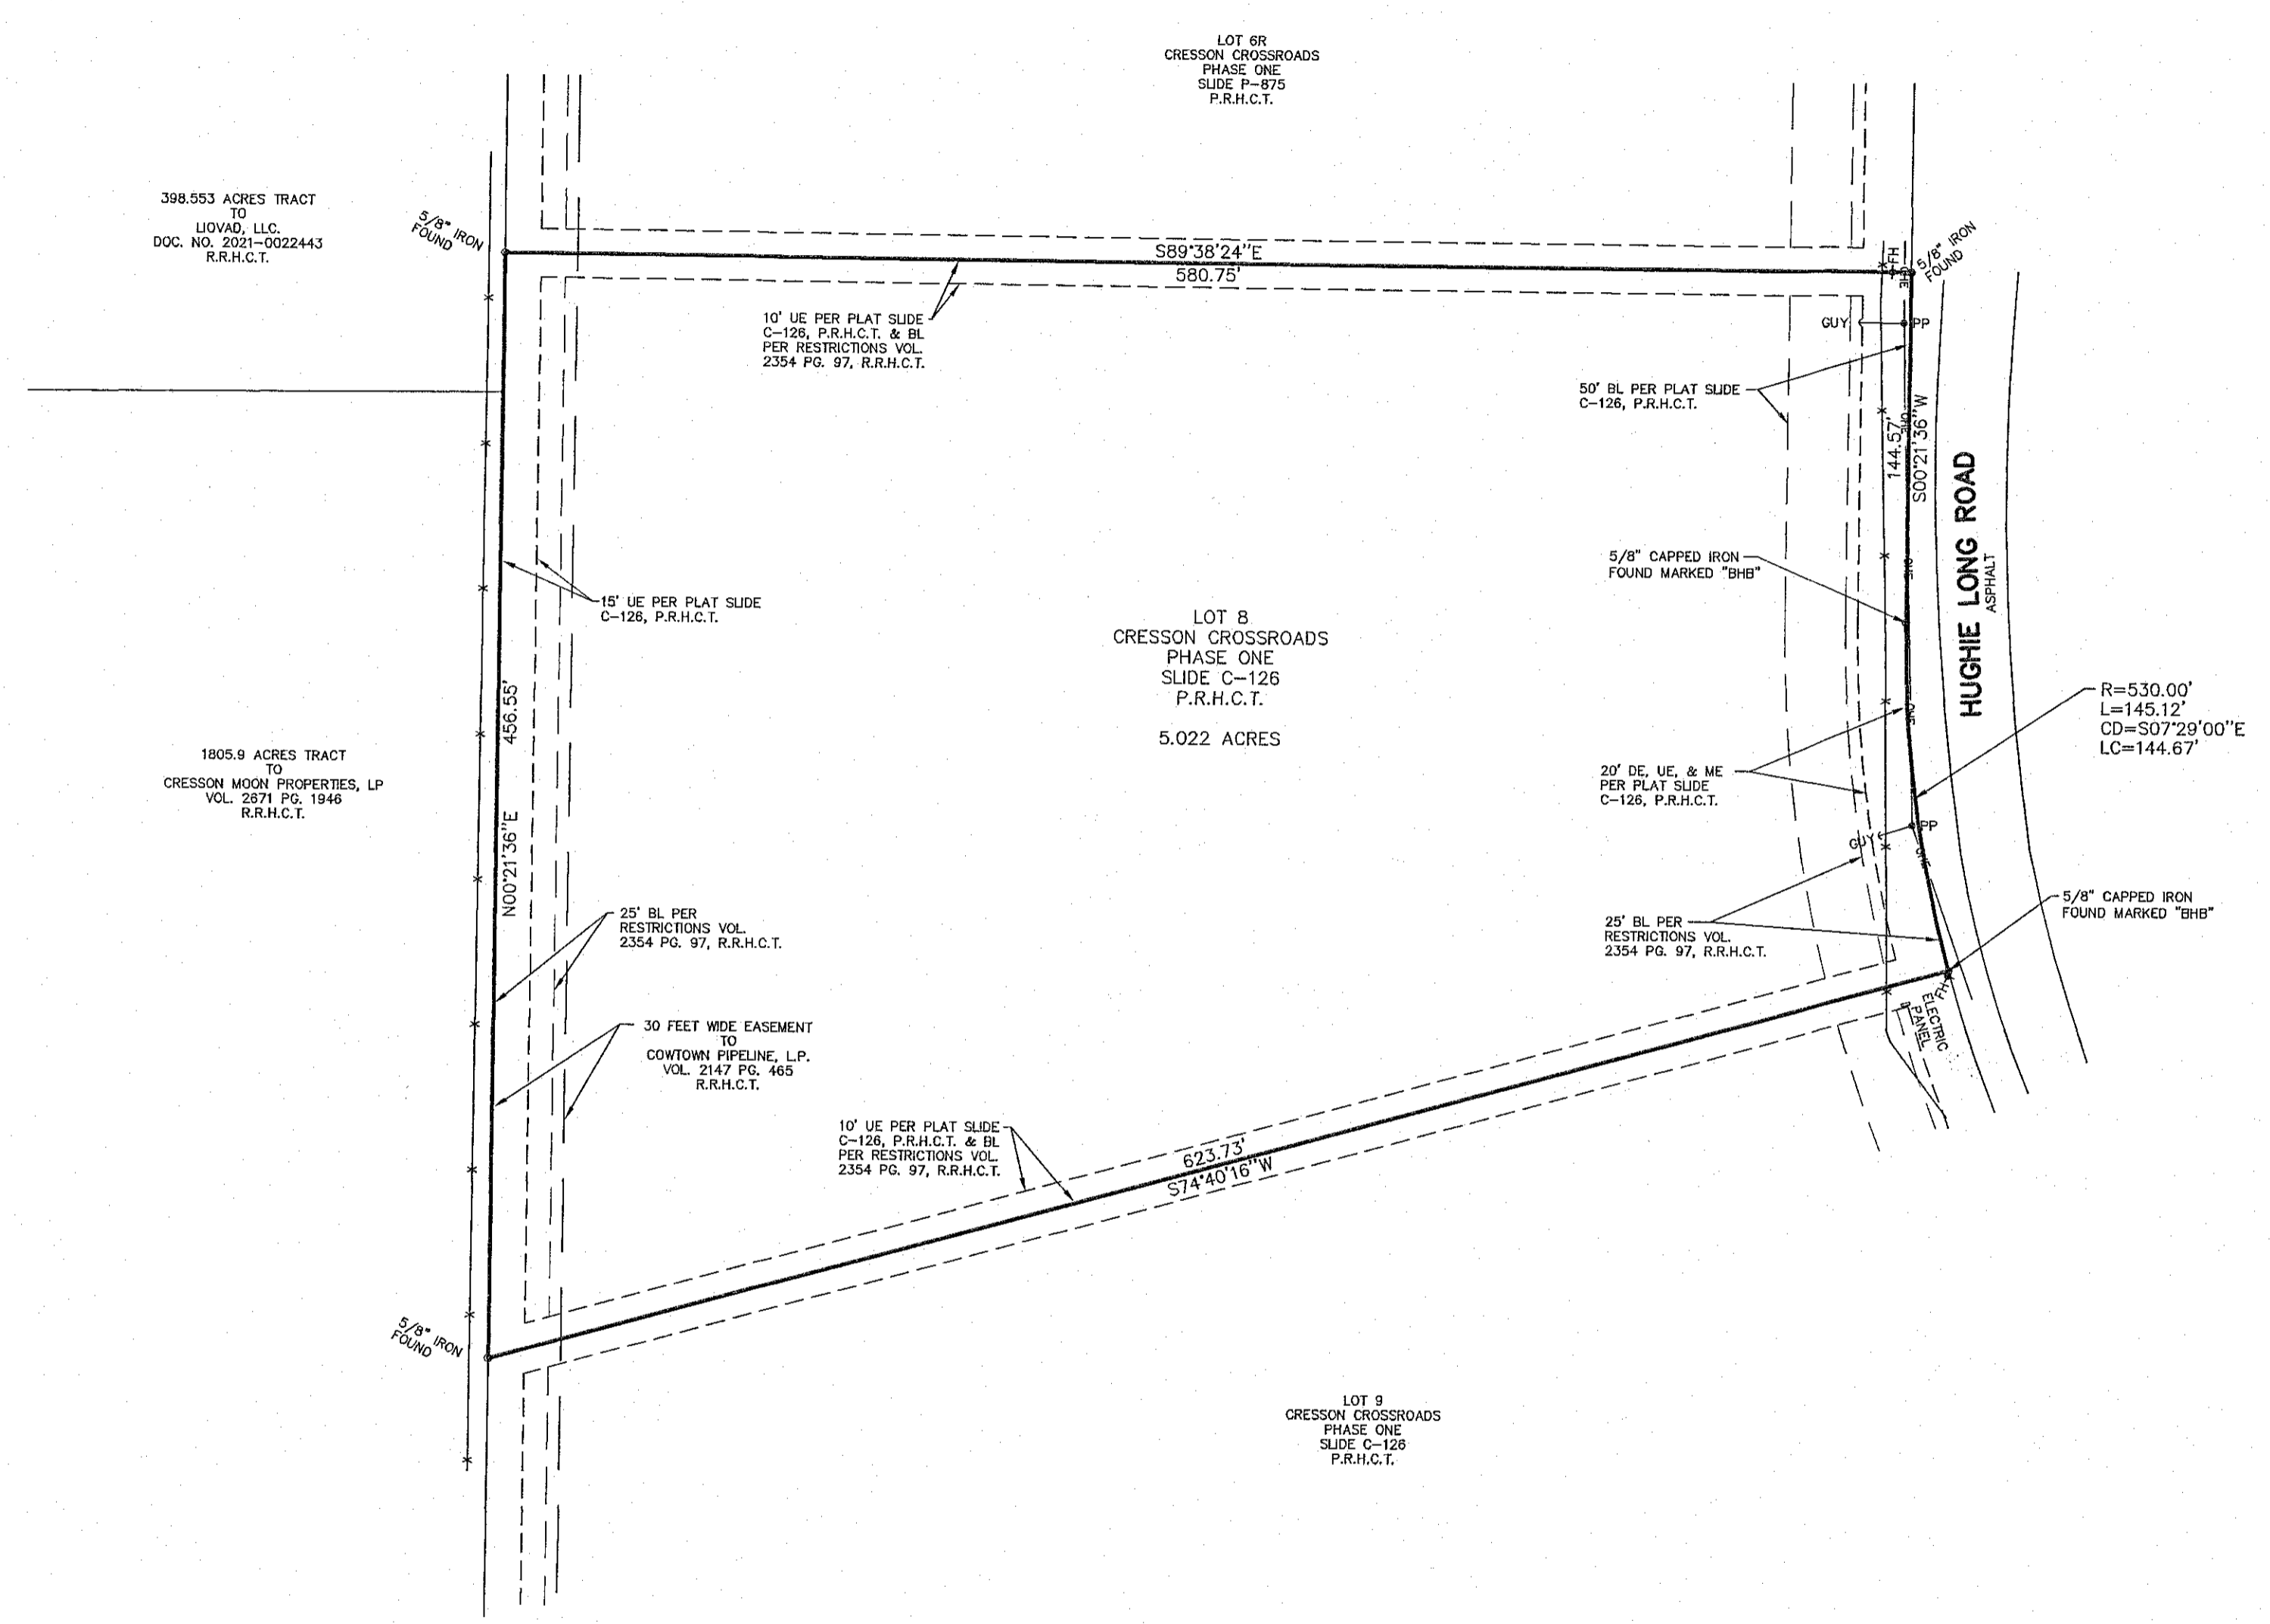 LOT 6R
CRESSON CROSSROADS
PHASE ONE
SLIDE P-875
P.R.H.C.T.
398.553 ACRES TRACT
TO
LIOVAD, LLC.
DOC. NO. 2021-0022443
R.R.H.C.T.
5/8" IRON
FOUND
S89°38'24"E
580.75'
FH
OHE
5/8" IRON
FOUND
10' UE PER PLAT SLIDE
C-126, P.R.H.C.T. & BL
PER RESTRICTIONS VOL.
2354 PG. 97, R.R.H.C.T.
GUY
PP
50' BL PER PLAT SLIDE
C-126, P.R.H.C.T.
OHE
144.57'
S00°21'36"W
HUGHIE LONG ROAD
ASPHALT
5/8" CAPPED IRON
FOUND MARKED "BHB"
OHE
15' UE PER PLAT SLIDE
C-126, P.R.H.C.T.
LOT 8
CRESSON CROSSROADS
PHASE ONE
SLIDE C-126
P.R.H.C.T.
5.022 ACRES
456.55'
N00°21'36"E
R=530.00'
L=145.12'
CD=S07°29'00"E
LC=144.67'
OHE
1805.9 ACRES TRACT
TO
CRESSON MOON PROPERTIES, LP
VOL. 2671 PG. 1946
R.R.H.C.T.
20' DE, UE, & ME
PER PLAT SLIDE
C-126, P.R.H.C.T.
GUY
PP
OHE
25' BL PER
RESTRICTIONS VOL.
2354 PG. 97, R.R.H.C.T.
25' BL PER
RESTRICTIONS VOL.
2354 PG. 97, R.R.H.C.T.
5/8" CAPPED IRON
FOUND MARKED "BHB"
FH
ELECTRIC
PANEL
30 FEET WIDE EASEMENT
TO
COWTOWN PIPELINE, L.P.
VOL. 2147 PG. 465
R.R.H.C.T.
10' UE PER PLAT SLIDE
C-126, P.R.H.C.T. & BL
PER RESTRICTIONS VOL.
2354 PG. 97, R.R.H.C.T.
623.73'
S74°40'16"W
5/8" IRON
FOUND
LOT 9
CRESSON CROSSROADS
PHASE ONE
SLIDE C-126
P.R.H.C.T.